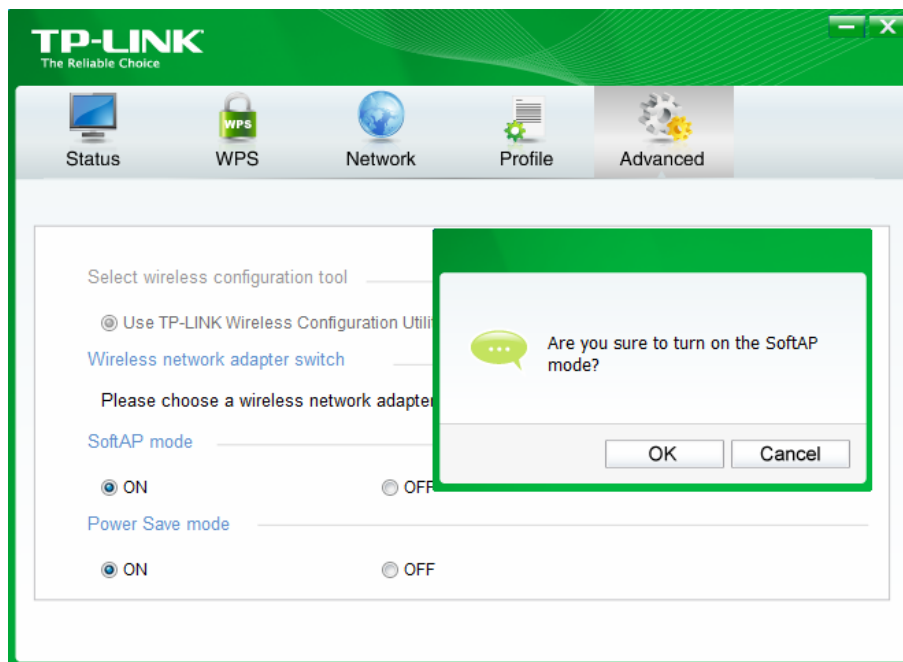 TP-LINK
The Reliable Choice
WPS
Status
WPS
Network
Profile
Advanced
Select wireless configuration tool
Use TP-LINK Wireless Configuration
Wireless network adapter switch
Please choose a wireless network adapter
SoftAP mode
ON
OFF
Power Save mode
ON
OFF
Are you sure to turn on the SoftAP
mode?
OK
Cancel